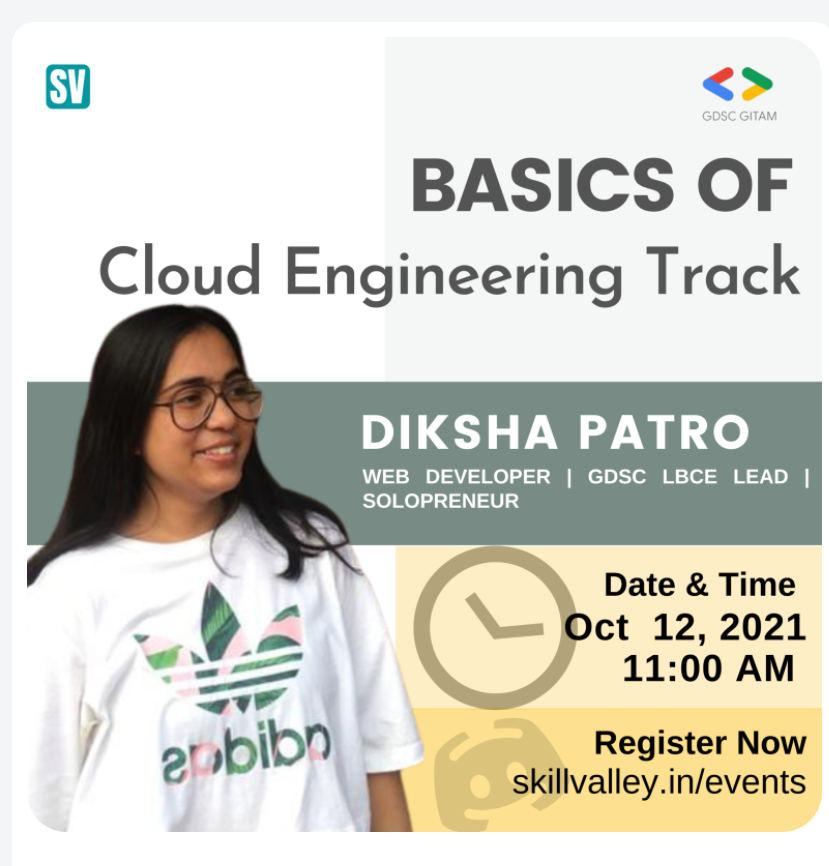 SV
GDSC GITAM
BASICS OF
Cloud Engineering Track
DIKSHA PATRO
WEB DEVELOPER | GDSC LBCE LEAD |
SOLOPRENEUR
adidas
Date & Time
Oct 12, 2021
11:00 AM
Register Now
skillvalley.in/events